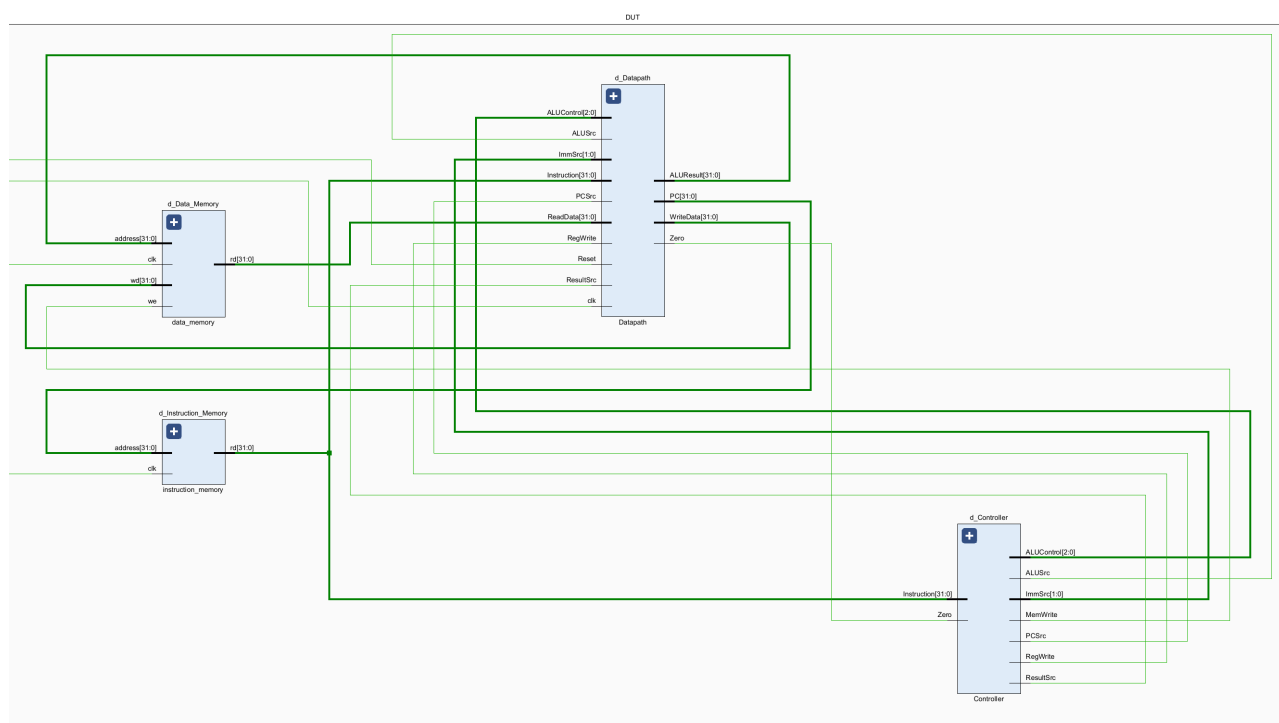 DUT
d_Datapath
ALUControl[2:0]
ALUSrc
ImmSrc[1:0]
Instruction[31:0]
PCSrc
ReadData[31:0]
RegWrite
Reset
ResultSrc
clk
ALUResult[31:0]
PC[31:0]
WriteData[31:0]
Zero
Datapath
d_Data_Memory
address[31:0]
clk
wd[31:0]
we
rd[31:0]
data_memory
d_Instruction_Memory
address[31:0]
clk
rd[31:0]
instruction_memory
d_Controller
Instruction[31:0]
Zero
ALUControl[2:0]
ALUSrc
ImmSrc[1:0]
MemWrite
PCSrc
RegWrite
ResultSrc
Controller